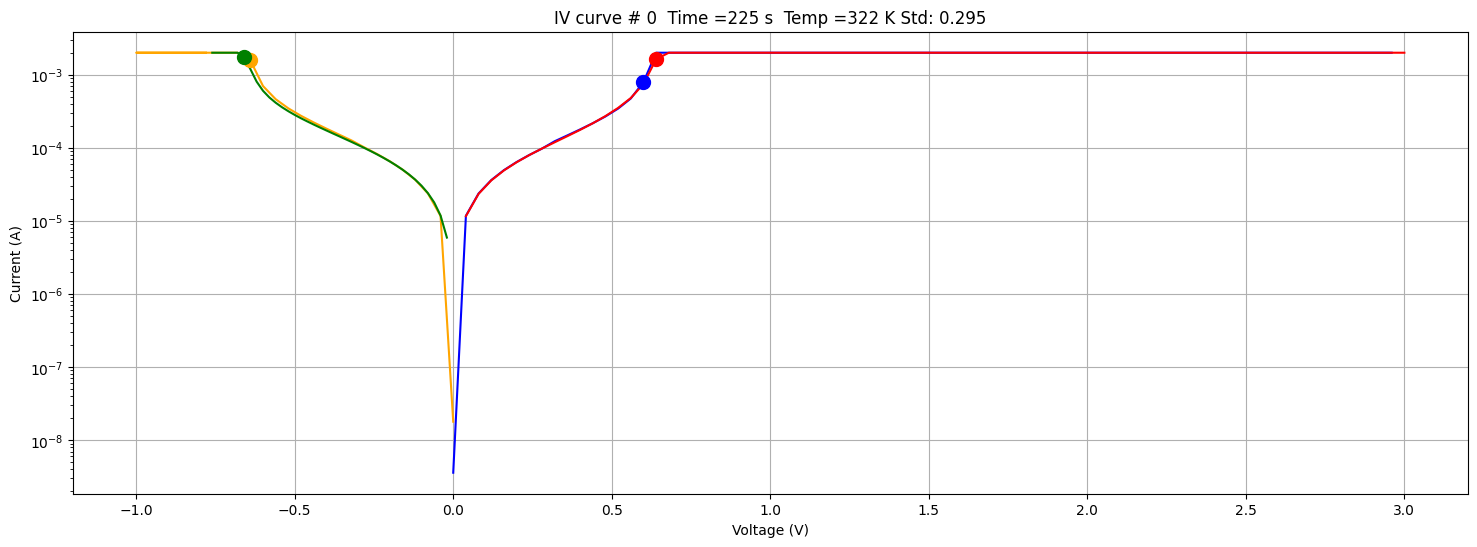 IV curve # 0  Time =225 s  Temp =322 K Std: 0.295
Current (A)
10⁻³
10⁻⁴
10⁻⁵
10⁻⁶
10⁻⁷
10⁻⁸
−1.0 −0.5 0.0 0.5 1.0 1.5 2.0 2.5 3.0
Voltage (V)